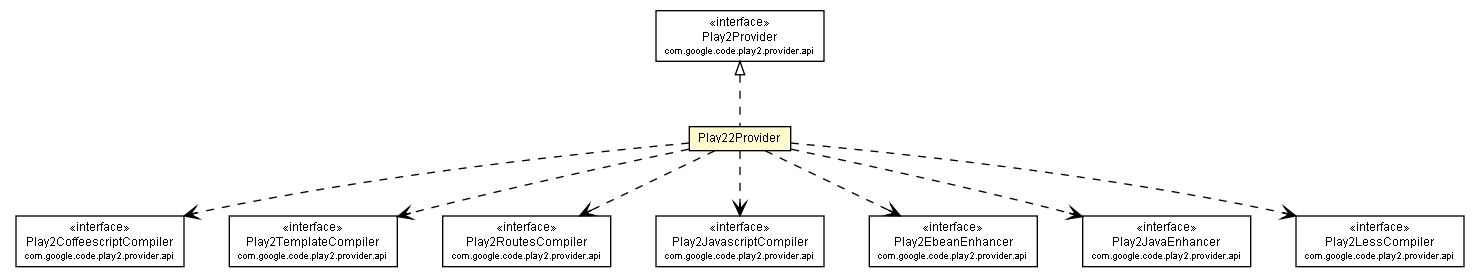 «interface»
Play2Provider
com.google.code.play2.provider.api
Play22Provider
«interface»
Play2CoffeescriptCompiler
com.google.code.play2.provider.api
«interface»
Play2TemplateCompiler
com.google.code.play2.provider.api
«interface»
Play2RoutesCompiler
com.google.code.play2.provider.api
«interface»
Play2JavascriptCompiler
com.google.code.play2.provider.api
«interface»
Play2EbeanEnhancer
com.google.code.play2.provider.api
«interface»
Play2JavaEnhancer
com.google.code.play2.provider.api
«interface»
Play2LessCompiler
com.google.code.play2.provider.api